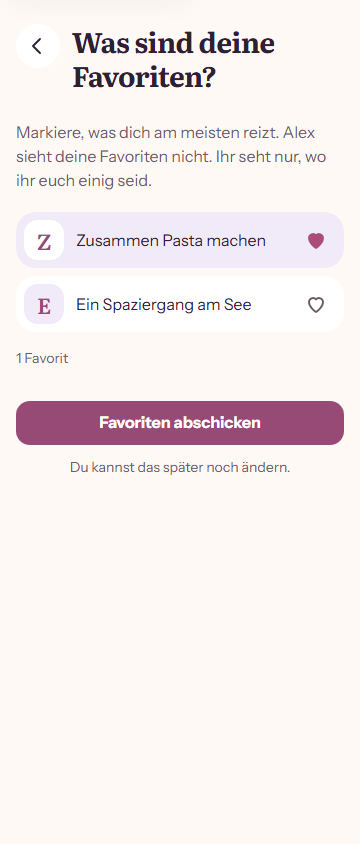 Was sind deine
Favoriten?
Markiere, was dich am meisten reizt. Alex
sieht deine Favoriten nicht. Ihr seht nur, wo
ihr euch einig seid.
Z Zusammen Pasta machen
E Ein Spaziergang am See
1 Favorit
Favoriten abschicken
Du kannst das später noch ändern.